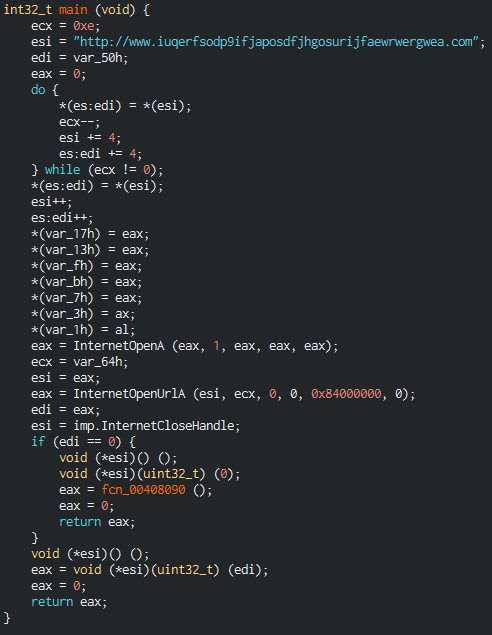 int32_t main (void) {
    ecx = 0xe;
    esi = "http://www.iuqerfsodp9ifjaposdfjhgosurijfaewrwergwea.com";
    edi = var_50h;
    eax = 0;
    do {
        *(es:edi) = *(esi);
        ecx--;
        esi += 4;
        es:edi += 4;
    } while (ecx != 0);
    *(es:edi) = *(esi);
    esi++;
    es:edi++;
    *(var_17h) = eax;
    *(var_13h) = eax;
    *(var_fh) = eax;
    *(var_bh) = eax;
    *(var_7h) = eax;
    *(var_3h) = ax;
    *(var_1h) = al;
    eax = InternetOpenA (eax, 1, eax, eax, eax);
    ecx = var_64h;
    esi = eax;
    eax = InternetOpenUrlA (esi, ecx, 0, 0, 0x84000000, 0);
    edi = eax;
    esi = imp.InternetCloseHandle;
    if (edi == 0) {
        void (*esi)() ();
        void (*esi)(uint32_t) (0);
        eax = fcn_00408090 ();
        eax = 0;
        return eax;
    }
    void (*esi)() ();
    eax = void (*esi)(uint32_t) (edi);
    eax = 0;
    return eax;
}